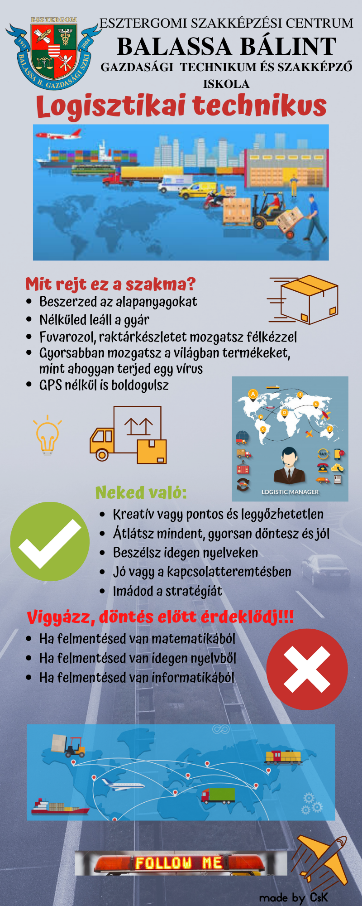 ESZTERGOMI SZAKKÉPZÉSI CENTRUM
BALASSA BÁLINT
GAZDASÁGI TECHNIKUM ÉS SZAKKÉPZŐ
ISKOLA
Logisztikai technikus
Mit rejt ez a szakma?
• Beszerzed az alapanyagokat
• Nélküled leáll a gyár
• Fuvarozol, raktárkészletet mozgatsz félkézzel
• Gyorsabban mozgatsz a világban termékeket,
mint ahogyan terjed egy vírus
• GPS nélkül is boldogulsz
LOGISTIC MANAGER
Neked való:
• Kreatív vagy pontos és legyőzhetetlen
• Átlátsz mindent, gyorsan döntesz és jól
• Beszélsz idegen nyelveken
• Jó vagy a kapcsolatteremtésben
• Imádod a stratégiát
Vigyázz, döntés előtt érdeklődj!!!
• Ha felmentésed van matematikából
• Ha felmentésed van idegen nyelvből
• Ha felmentésed van informatikából
FOLLOW ME
made by CsK